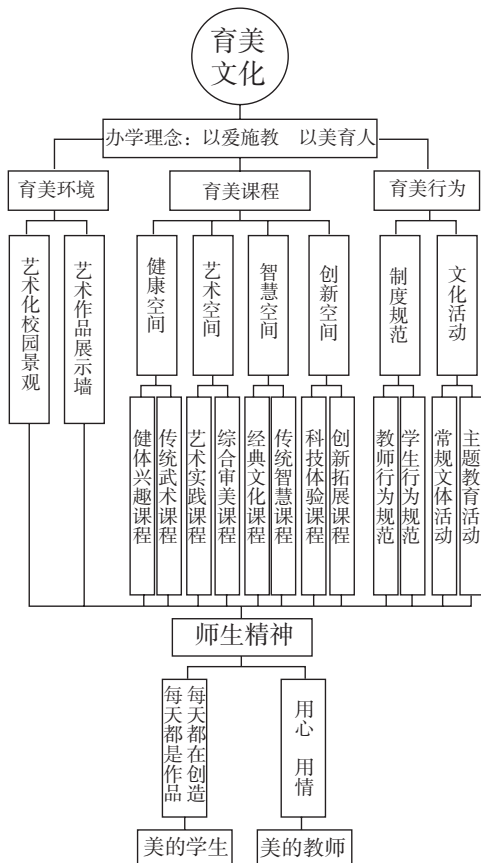 育美
文化
办学理念：以爱施教　以美育人
育美环境
育美课程
育美行为
艺术化校园景观
艺术作品展示墙
健康空间
艺术空间
智慧空间
创新空间
制度规范
文化活动
健体兴趣课程
传统武术课程
艺术实践课程
综合审美课程
经典文化课程
传统智慧课程
科技体验课程
创新拓展课程
教师行为规范
学生行为规范
常规文体活动
主题教育活动
师生精神
每天都在创造
每天都是作品
用心　用情
美的学生
美的教师